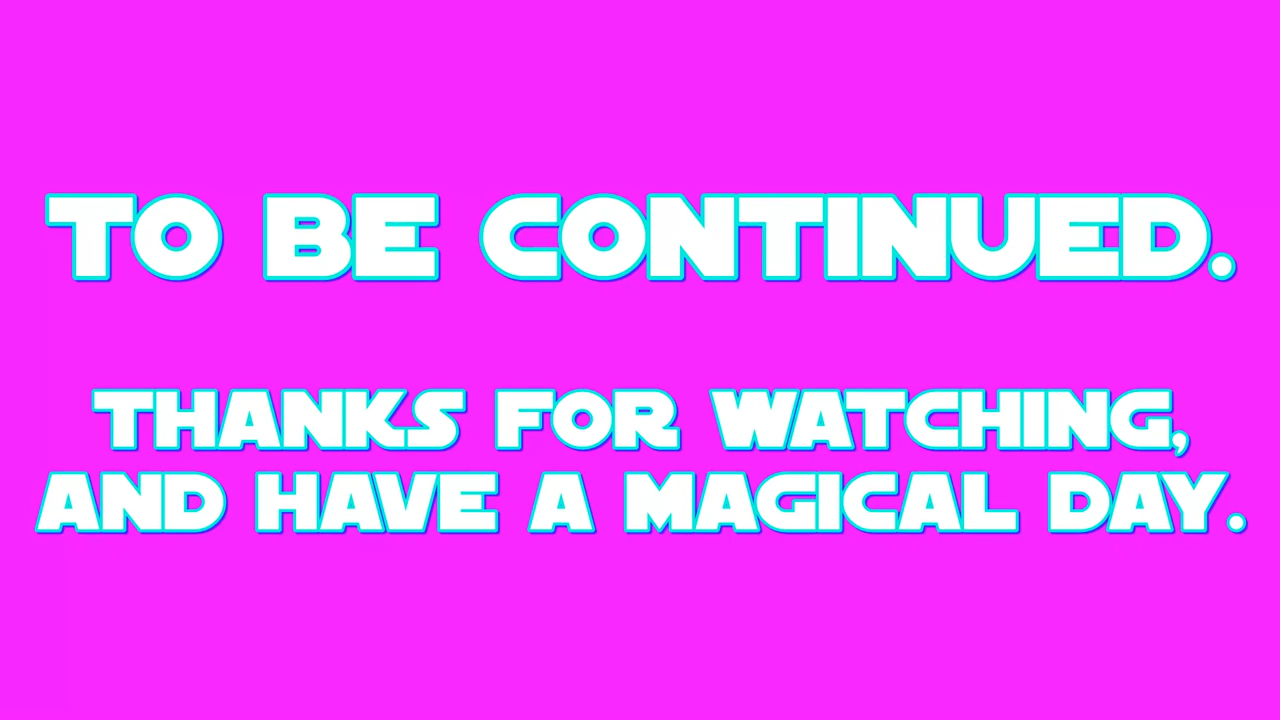 TO BE CONTINUED.
THANKS FOR WATCHING,
AND HAVE A MAGICAL DAY.